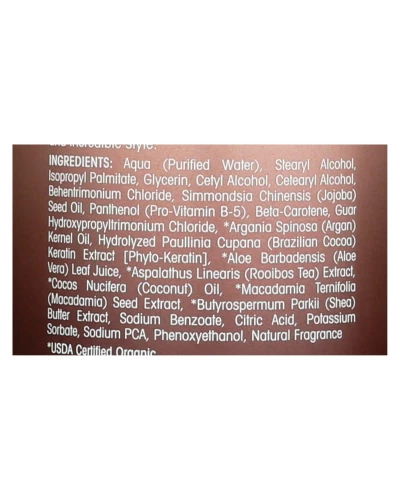 and Incredible Style.
INGREDIENTS: Aqua (Purified Water), Stearyl Alcohol,
Isopropyl Palmitate, Glycerin, Cetyl Alcohol, Cetearyl Alcohol,
Behentrimonium Chloride, Simmondsia Chinensis (Jojoba)
Seed Oil, Panthenol (Pro-Vitamin B-5), Beta-Carotene, Guar
Hydroxypropyltrimonium Chloride, *Argania Spinosa (Argan)
Kernel Oil, Hydrolyzed Paullinia Cupana (Brazilian Cocoa)
Keratin Extract [Phyto-Keratin], *Aloe Barbadensis (Aloe
Vera) Leaf Juice, *Aspalathus Linearis (Rooibos Tea) Extract,
*Cocos Nucifera (Coconut) Oil, *Macadamia Ternifolia
(Macadamia) Seed Extract, *Butyrospermum Parkii (Shea)
Butter Extract, Sodium Benzoate, Citric Acid, Potassium
Sorbate, Sodium PCA, Phenoxyethanol, Natural Fragrance
*USDA Certified Organic